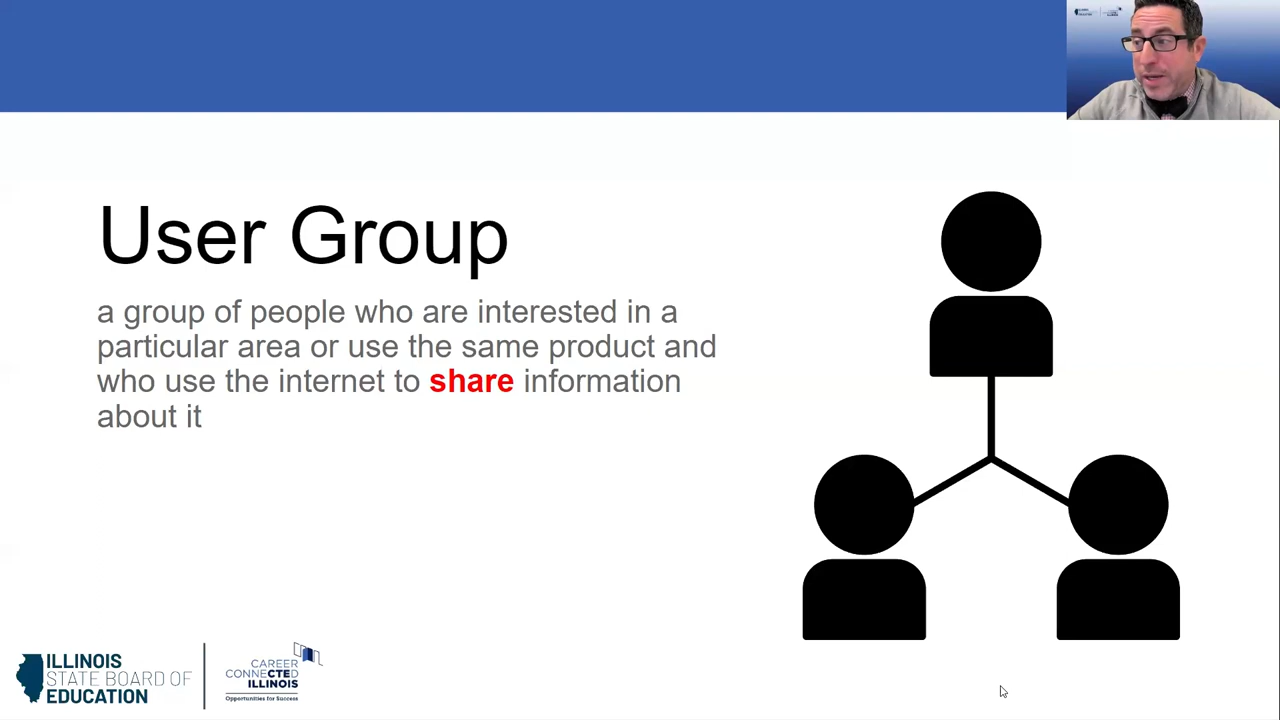 User Group
a group of people who are interested in a
particular area or use the same product and
who use the internet to share information
about it
ILLINOIS
STATE BOARD OF
EDUCATION
CAREER
CONNECTED
ILLINOIS
Opportunities for Success